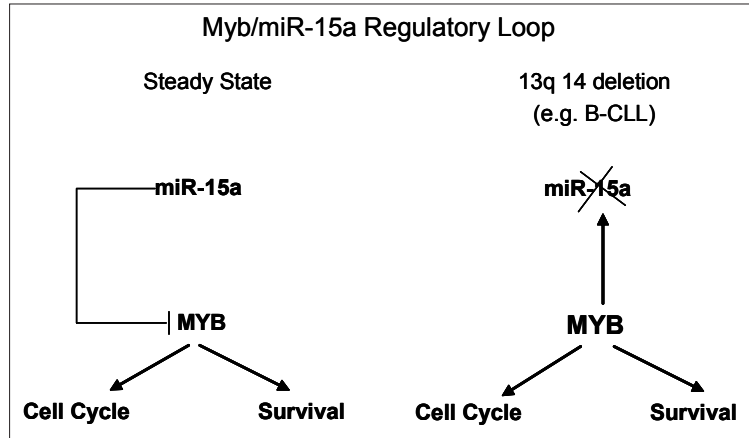 Myb/miR-15a Regulatory Loop
Steady State
miR-15a
MYB
Cell Cycle Survival
13q 14 deletion
(e.g. B-CLL)
miR-15a
MYB
Cell Cycle Survival